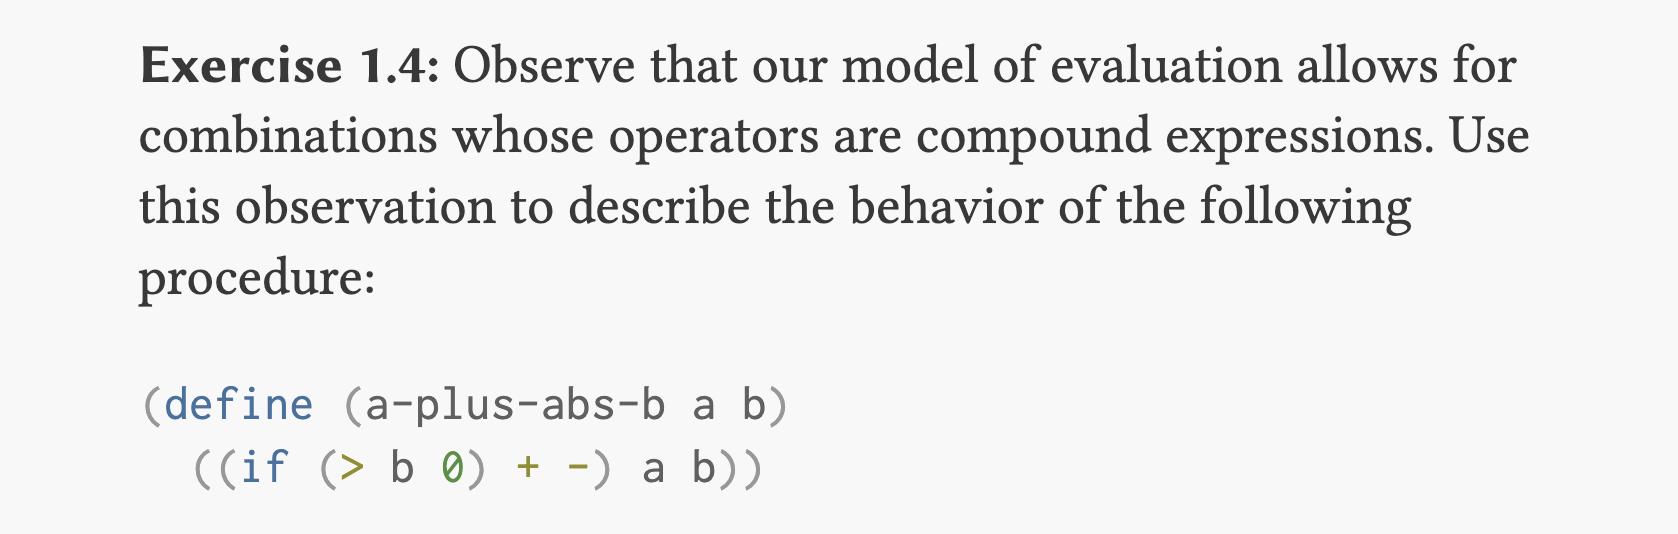 Exercise 1.4: Observe that our model of evaluation allows for
combinations whose operators are compound expressions. Use
this observation to describe the behavior of the following
procedure:
(define (a-plus-abs-b a b)
  ((if (> b 0) + -) a b))